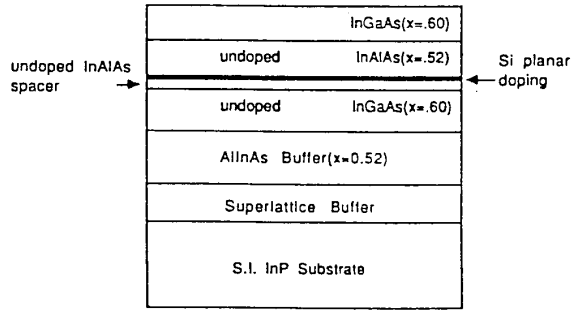 InGaAs(x=.60)
undoped InAlAs(x=.52)
undoped InAlAs
spacer
Si planar
doping
undoped InGaAs(x=.60)
AlInAs Buffer(x=0.52)
Superlattice Buffer
S.I. InP Substrate